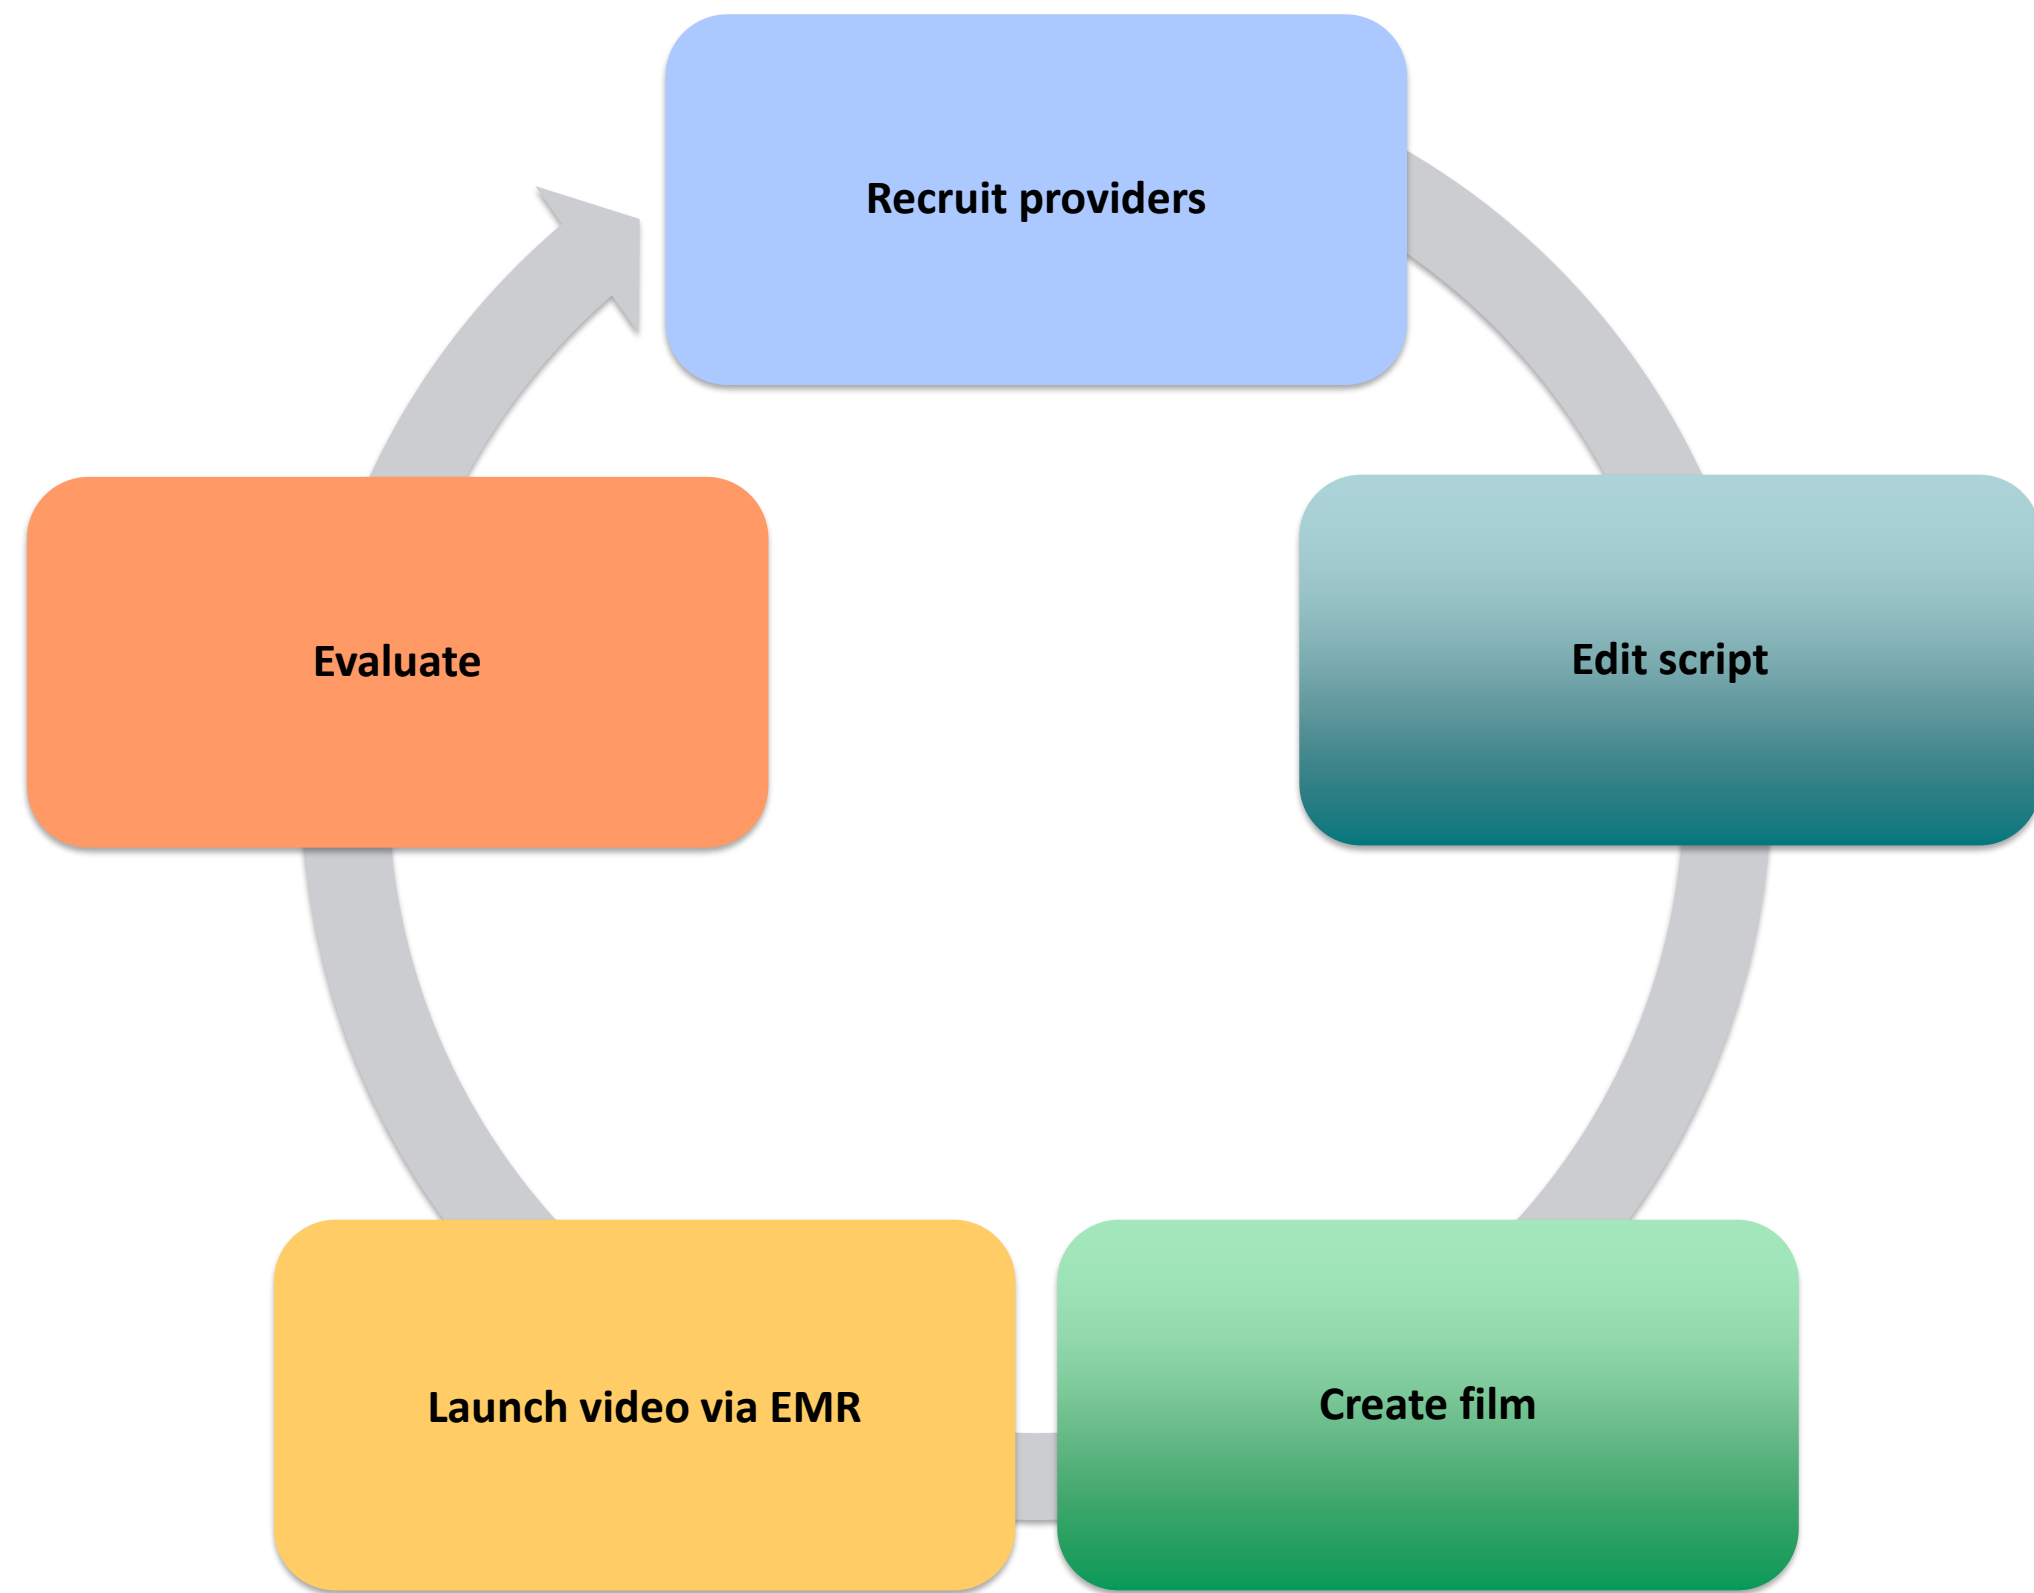 Recruit providers
Edit script
Create film
Launch video via EMR
Evaluate